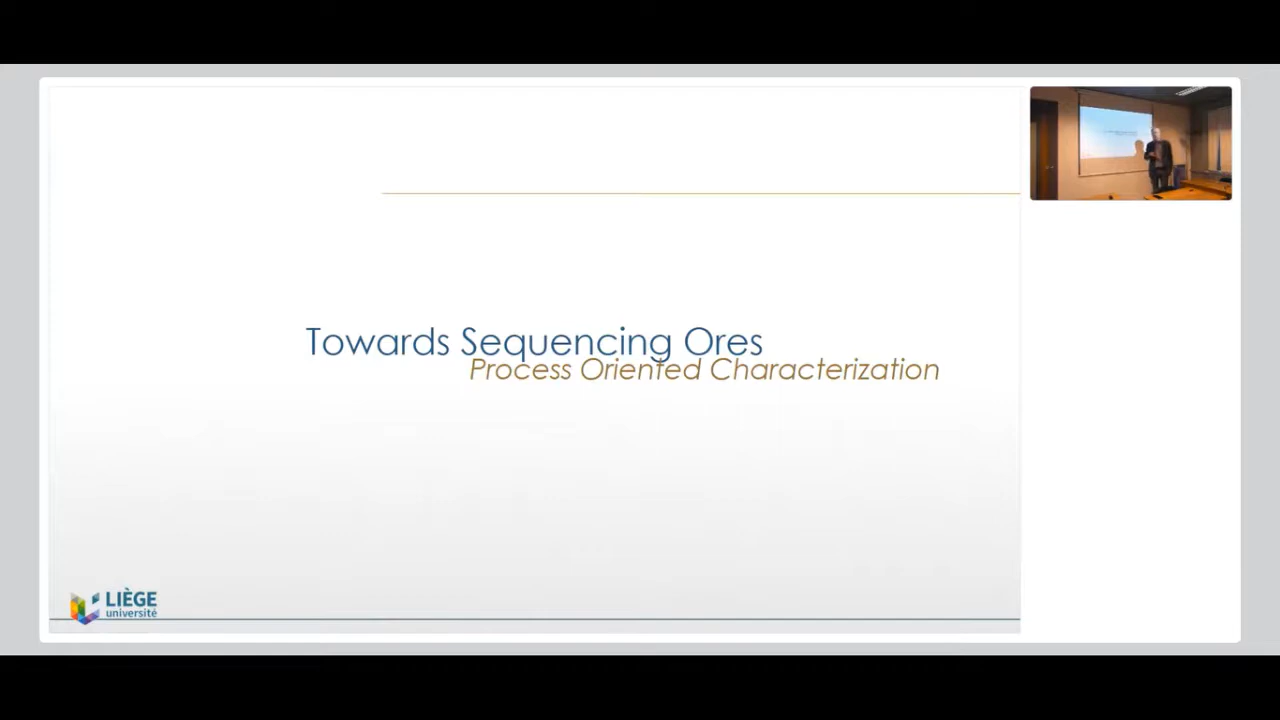 Towards Sequencing Ores
Process Oriented Characterization
LIÈGE
université